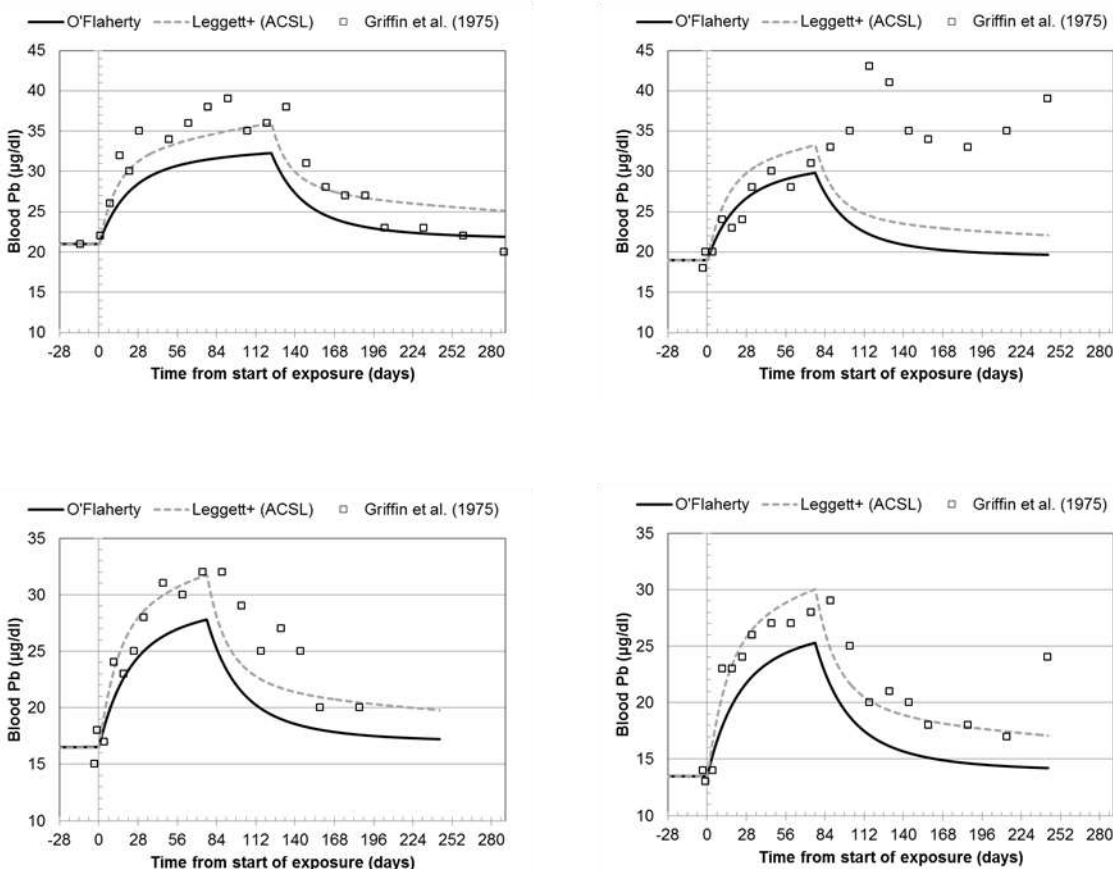 O'Flaherty Leggett+ (ACSL) Griffin et al. (1975)
45
40
35
30
25
20
15
10
Blood Pb (µg/dl)
-28 0 28 56 84 112 140 168 196 224 252 280
Time from start of exposure (days)
O'Flaherty Leggett+ (ACSL) Griffin et al. (1975)
45
40
35
30
25
20
15
10
Blood Pb (µg/dl)
-28 0 28 56 84 112 140 168 196 224 252 280
Time from start of exposure (days)
O'Flaherty Leggett+ (ACSL) Griffin et al. (1975)
35
30
25
20
15
10
Blood Pb (µg/dl)
-28 0 28 56 84 112 140 168 196 224 252 280
Time from start of exposure (days)
O'Flaherty Leggett+ (ACSL) Griffin et al. (1975)
35
30
25
20
15
10
Blood Pb (µg/dl)
-28 0 28 56 84 112 140 168 196 224 252 280
Time from start of exposure (days)